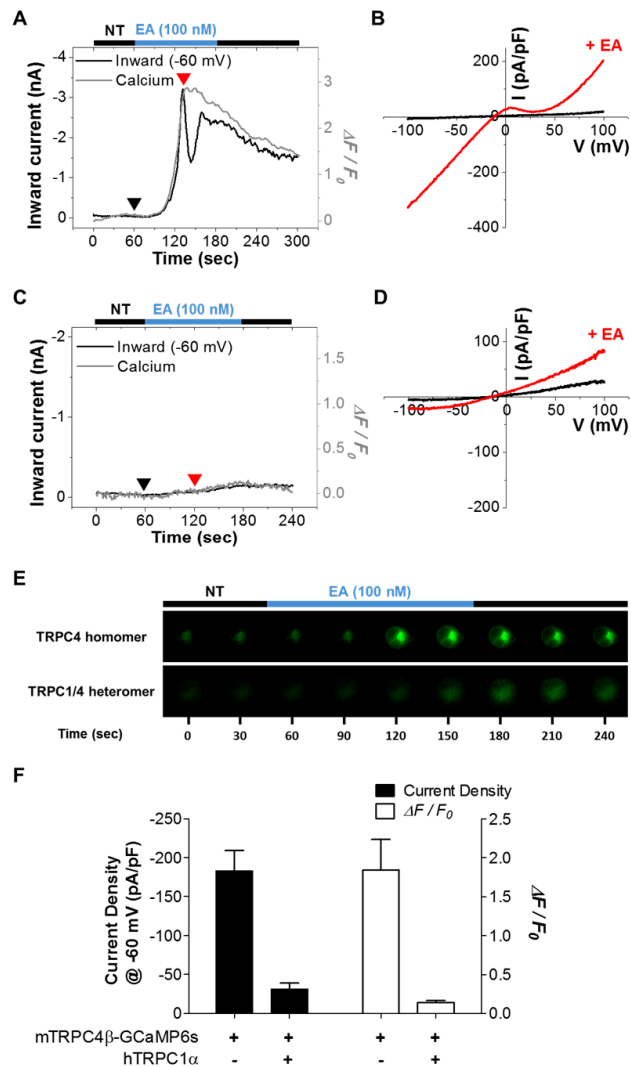 A
NT
EA (100 nM)
Inward (-60 mV)
Calcium
-4
-3
-2
-1
0
Inward current (nA)
3
2
1
0
ΔF / F0
0 60 120 180 240 300
Time (sec)
B
200
I (pA/pF)
+ EA
-100 -50 0 50 100
V (mV)
-200
-400
C
NT
EA (100 nM)
Inward (-60 mV)
Calcium
-2
-1
0
Inward current (nA)
1.5
1.0
0.5
0.0
ΔF / F0
0 60 120 180 240
Time (sec)
D
100
I (pA/pF)
+ EA
-100 -50 0 50 100
V (mV)
-100
-200
E
NT
EA (100 nM)
TRPC4 homomer
TRPC1/4 heteromer
Time (sec)
0 30 60 90 120 150 180 210 240
F
Current Density
ΔF / F0
-250
-200
-150
-100
-50
0
Current Density
@ -60 mV (pA/pF)
2.5
2.0
1.5
1.0
0.5
0.0
ΔF / F0
mTRPC4β-GCaMP6s + + + +
hTRPC1α - + - +